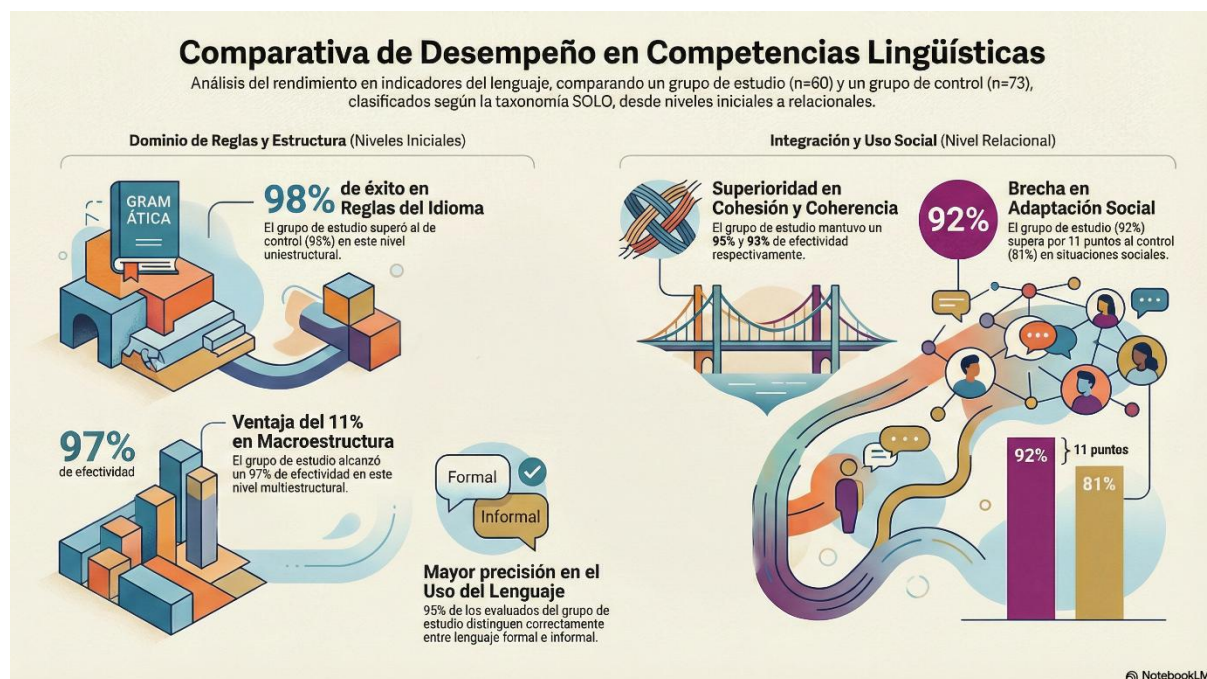 Comparativa de Desempeño en Competencias Lingüísticas
Análisis del rendimiento en indicadores del lenguaje, comparando un grupo de estudio (n=60) y un grupo de control (n=73),
clasificados según la taxonomía SOLO, desde niveles iniciales a relacionales.
Dominio de Reglas y Estructura (Niveles Iniciales)
GRAM
ÁTICA
98%
de éxito en
Reglas del Idioma
El grupo de estudio superó al de
control (98%) en este nivel
uniestructural.
97%
de efectividad
Ventaja del 11%
en Macroestructura
El grupo de estudio alcanzó
un 97% de efectividad en este
nivel multiestructural.
Formal
Informal
Mayor precisión en el
Uso del Lenguaje
95% de los evaluados del grupo de
estudio distinguen correctamente
entre lenguaje formal e informal.
Integración y Uso Social (Nivel Relacional)
Superioridad en
Cohesión y Coherencia
El grupo de estudio mantuvo un
95% y 93% de efectividad
respectivamente.
92%
Brecha en
Adaptación Social
El grupo de estudio (92%)
supera por 11 puntos al control
(81%) en situaciones sociales.
92%
11 puntos
81%
NotebookLM